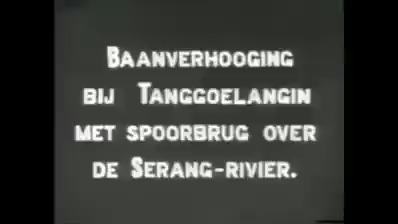 Baanverhooging
bij Tanggoelangin
met spoorbrug over
de Serang-rivier.